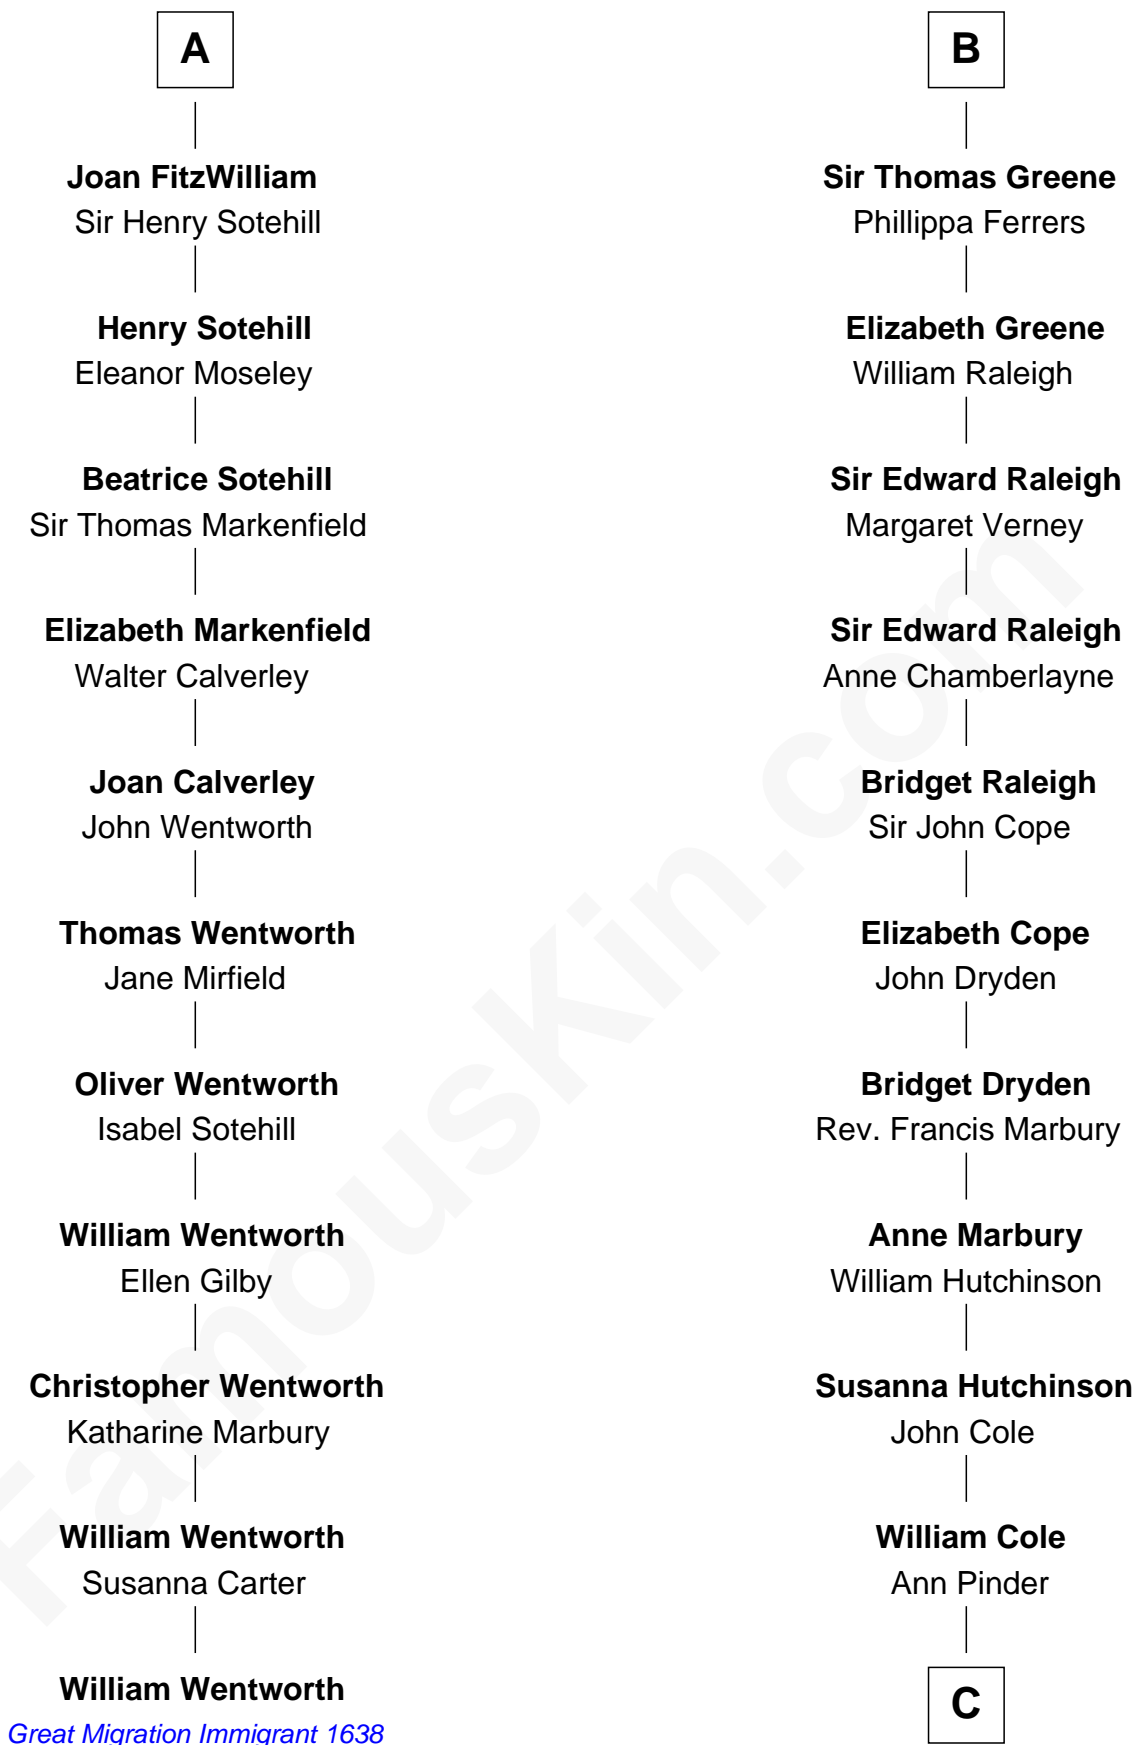 A
Joan FitzWilliam
Sir Henry Sotehill
Henry Sotehill
Eleanor Moseley
Beatrice Sotehill
Sir Thomas Markenfield
Elizabeth Markenfield
Walter Calverley
Joan Calverley
John Wentworth
Thomas Wentworth
Jane Mirfield
Oliver Wentworth
Isabel Sotehill
William Wentworth
Ellen Gilby
Christopher Wentworth
Katharine Marbury
William Wentworth
Susanna Carter
William Wentworth
Great Migration Immigrant 1638
B
Sir Thomas Greene
Phillippa Ferrers
Elizabeth Greene
William Raleigh
Sir Edward Raleigh
Margaret Verney
Sir Edward Raleigh
Anne Chamberlayne
Bridget Raleigh
Sir John Cope
Elizabeth Cope
John Dryden
Bridget Dryden
Rev. Francis Marbury
Anne Marbury
William Hutchinson
Susanna Hutchinson
John Cole
William Cole
Ann Pinder
C
FamousKin.com